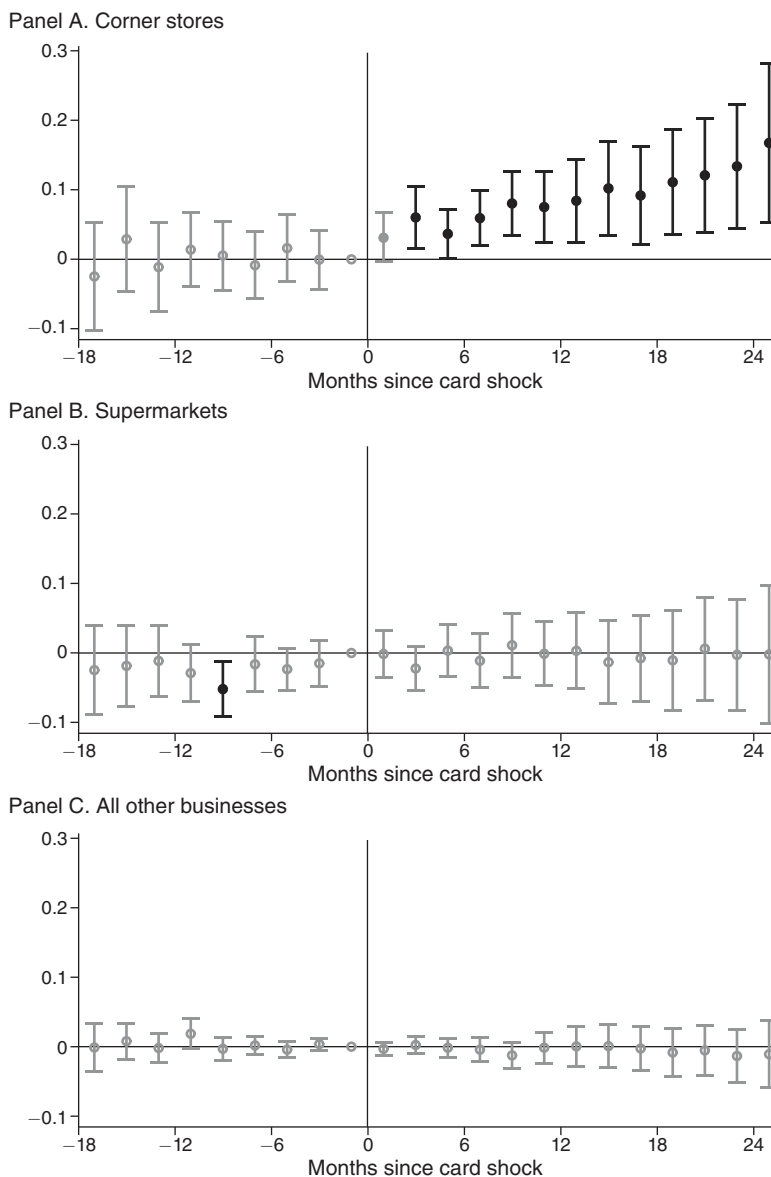 Panel A. Corner stores
0.3
0.2
0.1
0
−0.1
−18 −12 −6 0 6 12 18 24
Months since card shock
Panel B. Supermarkets
0.3
0.2
0.1
0
−0.1
−18 −12 −6 0 6 12 18 24
Months since card shock
Panel C. All other businesses
0.3
0.2
0.1
0
−0.1
−18 −12 −6 0 6 12 18 24
Months since card shock